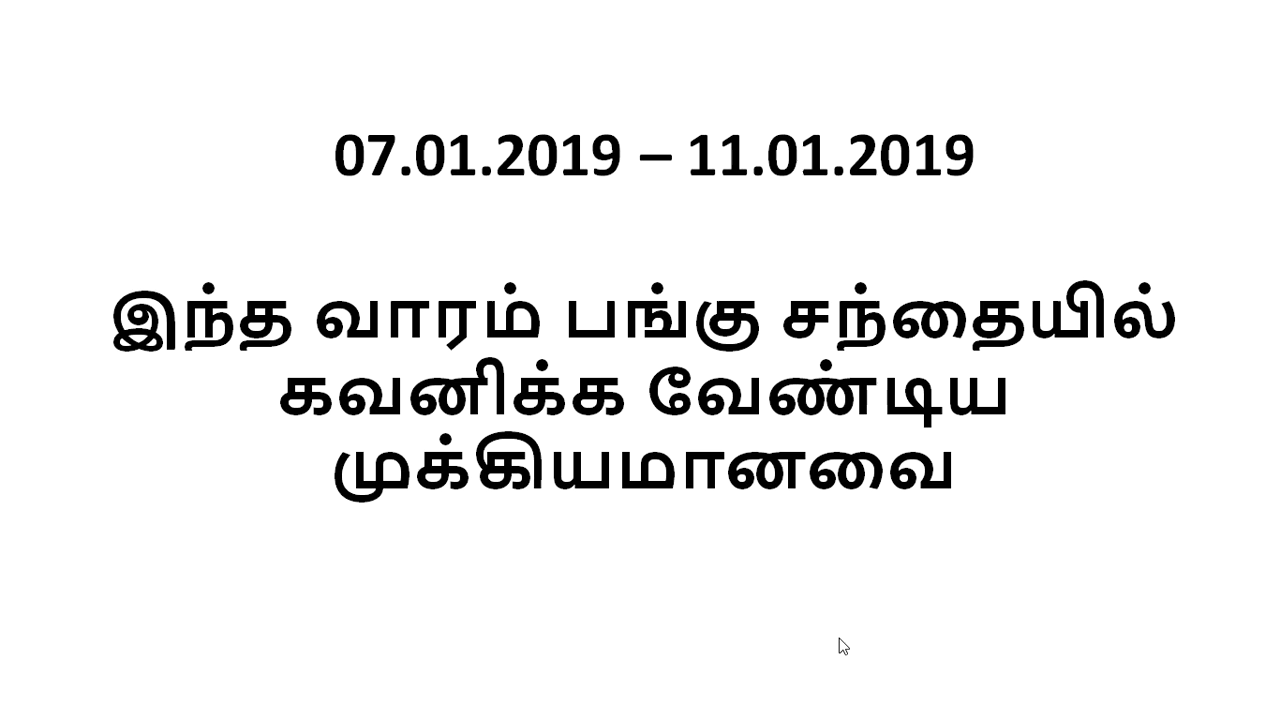 07.01.2019 – 11.01.2019
இந்த வாரம் பங்கு சந்தையில்
கவனிக்க வேண்டிய
முக்கியமானவை